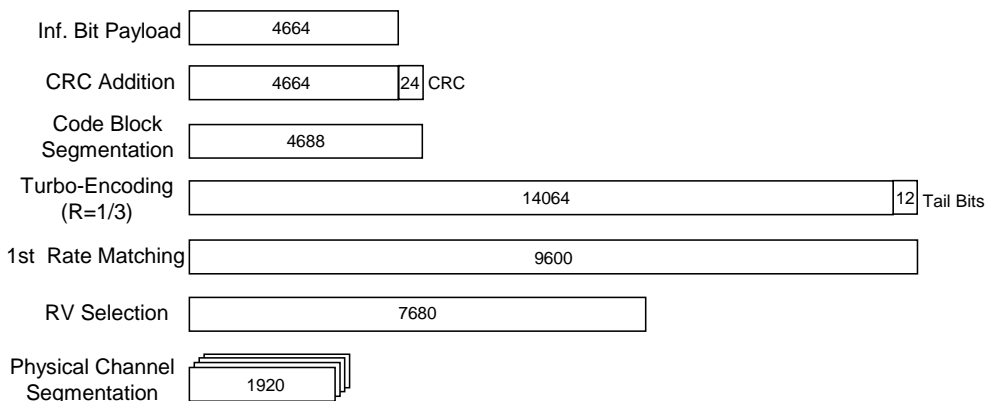 Inf. Bit Payload
4664
CRC Addition
4664
24
CRC
Code Block
Segmentation
4688
Turbo-Encoding
(R=1/3)
14064
12
Tail Bits
1st Rate Matching
9600
RV Selection
7680
Physical Channel
Segmentation
1920